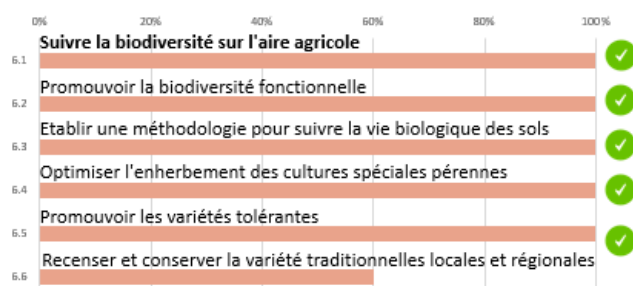 0% 20% 40% 60% 80% 100%
Suivre la biodiversité sur l'aire agricole
6.1
Promouvoir la biodiversité fonctionnelle
6.2
Etablir une méthodologie pour suivre la vie biologique des sols
6.3
Optimiser l'enherbement des cultures spéciales pérennes
6.4
Promouvoir les variétés tolérantes
6.5
Recenser et conserver la variété traditionnelles locales et régionales
6.6